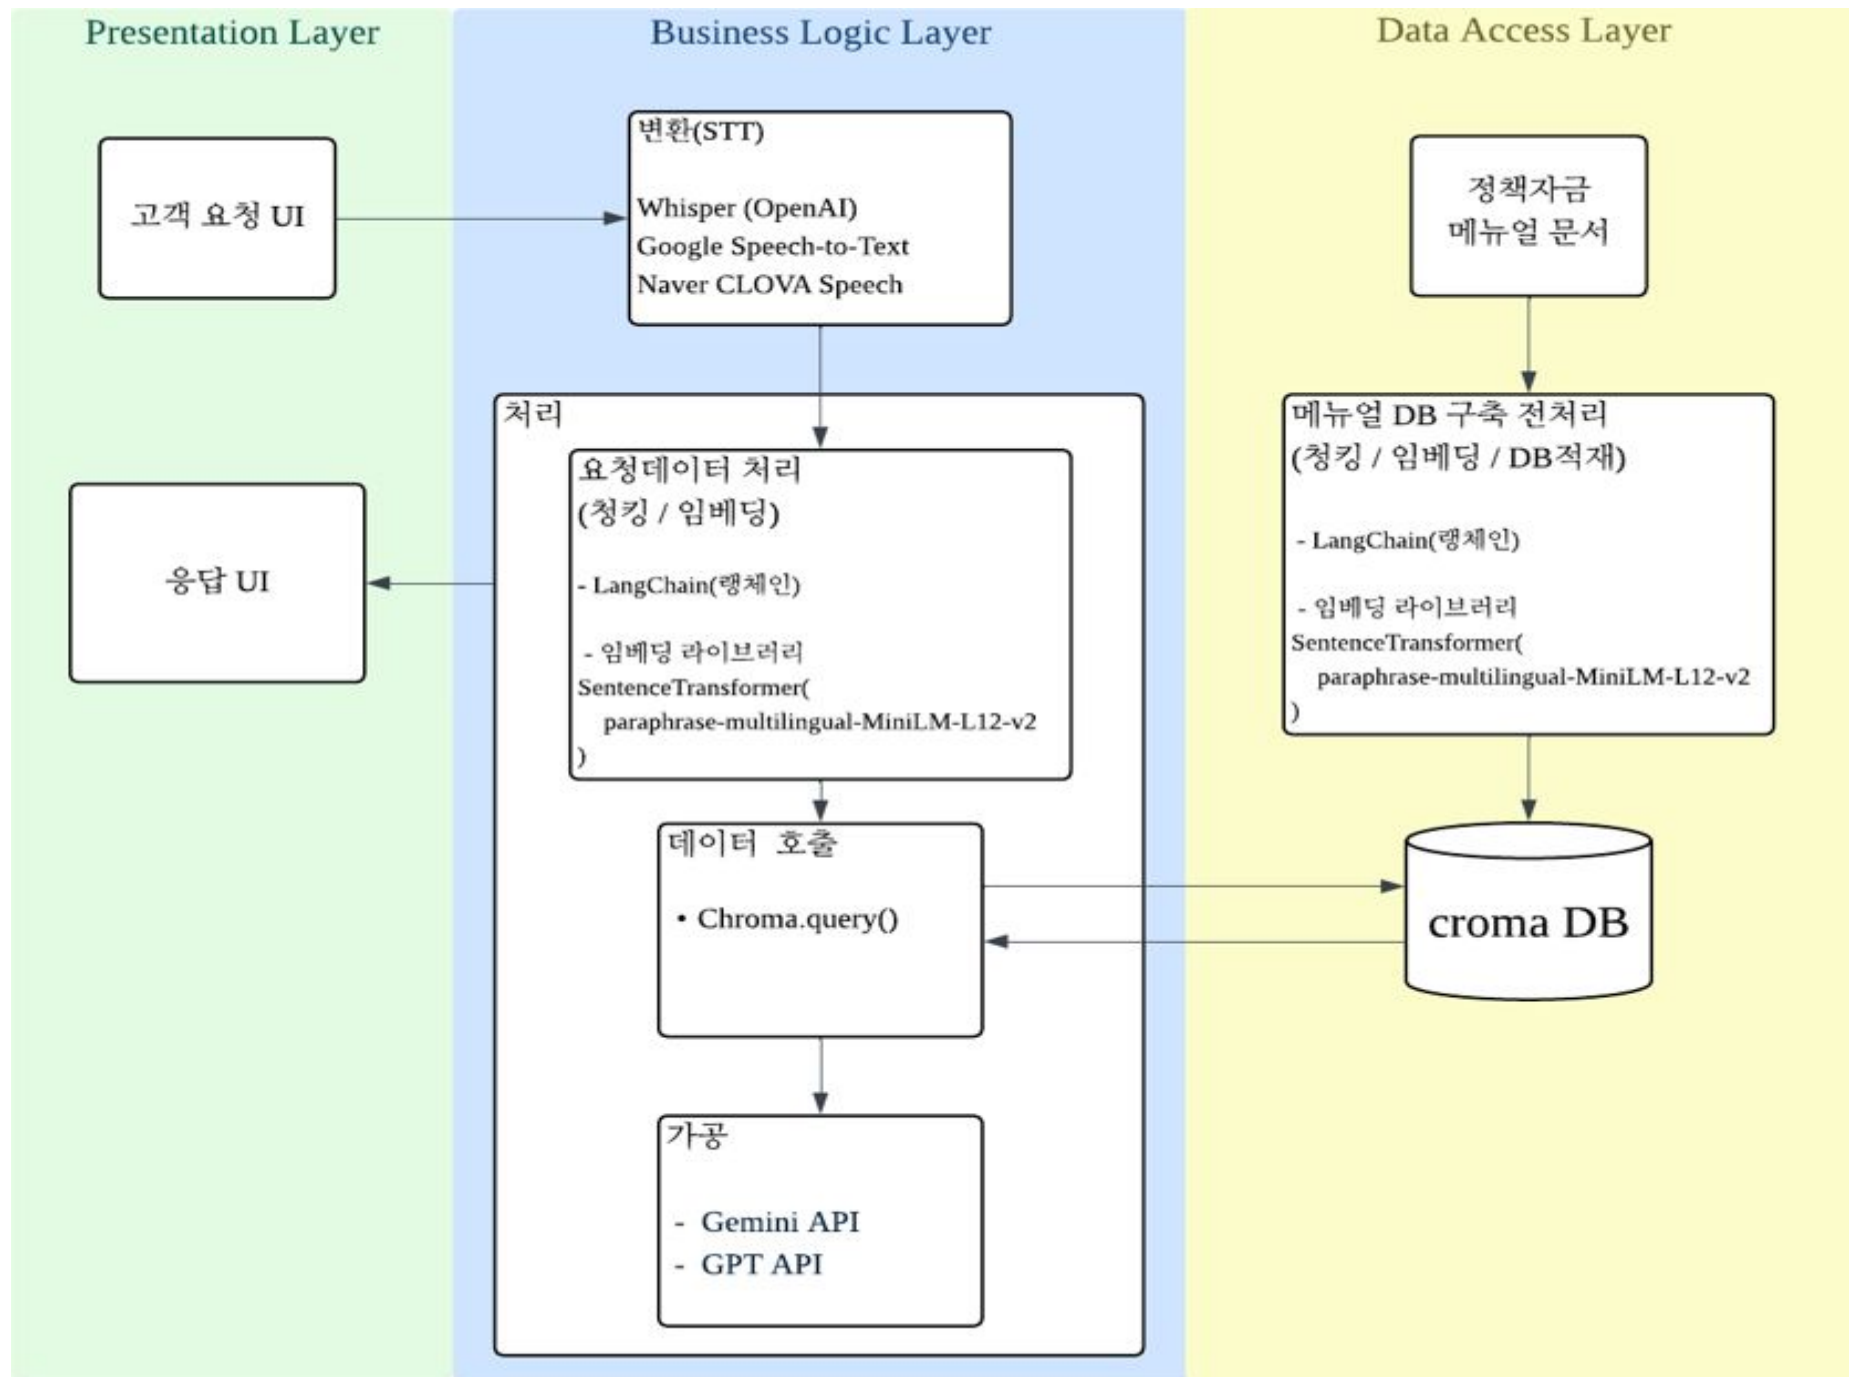 Presentation Layer
Business Logic Layer
Data Access Layer
고객 요청 UI
변환(STT)
Whisper (OpenAI)
Google Speech-to-Text
Naver CLOVA Speech
정책자금
메뉴얼 문서
처리
요청데이터 처리
(청킹 / 임베딩)
- LangChain(랭체인)
- 임베딩 라이브러리
SentenceTransformer(
paraphrase-multilingual-MiniLM-L12-v2
)
메뉴얼 DB 구축 전처리
(청킹 / 임베딩 / DB적재)
- LangChain(랭체인)
- 임베딩 라이브러리
SentenceTransformer(
paraphrase-multilingual-MiniLM-L12-v2
)
응답 UI
데이터 호출
• Chroma.query()
croma DB
가공
- Gemini API
- GPT API